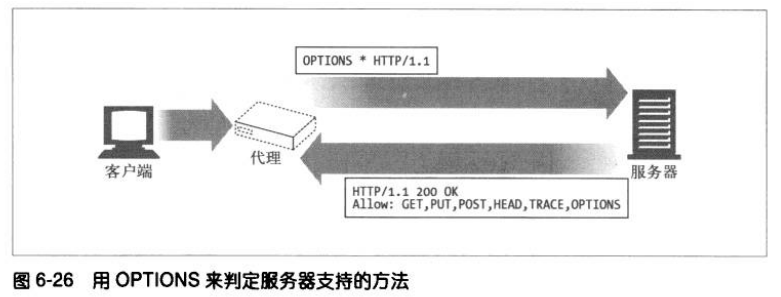 OPTIONS * HTTP/1.1
客户端
代理
服务器
HTTP/1.1 200 OK
Allow: GET,PUT,POST,HEAD,TRACE,OPTIONS
图 6-26 用 OPTIONS 来判定服务器支持的方法